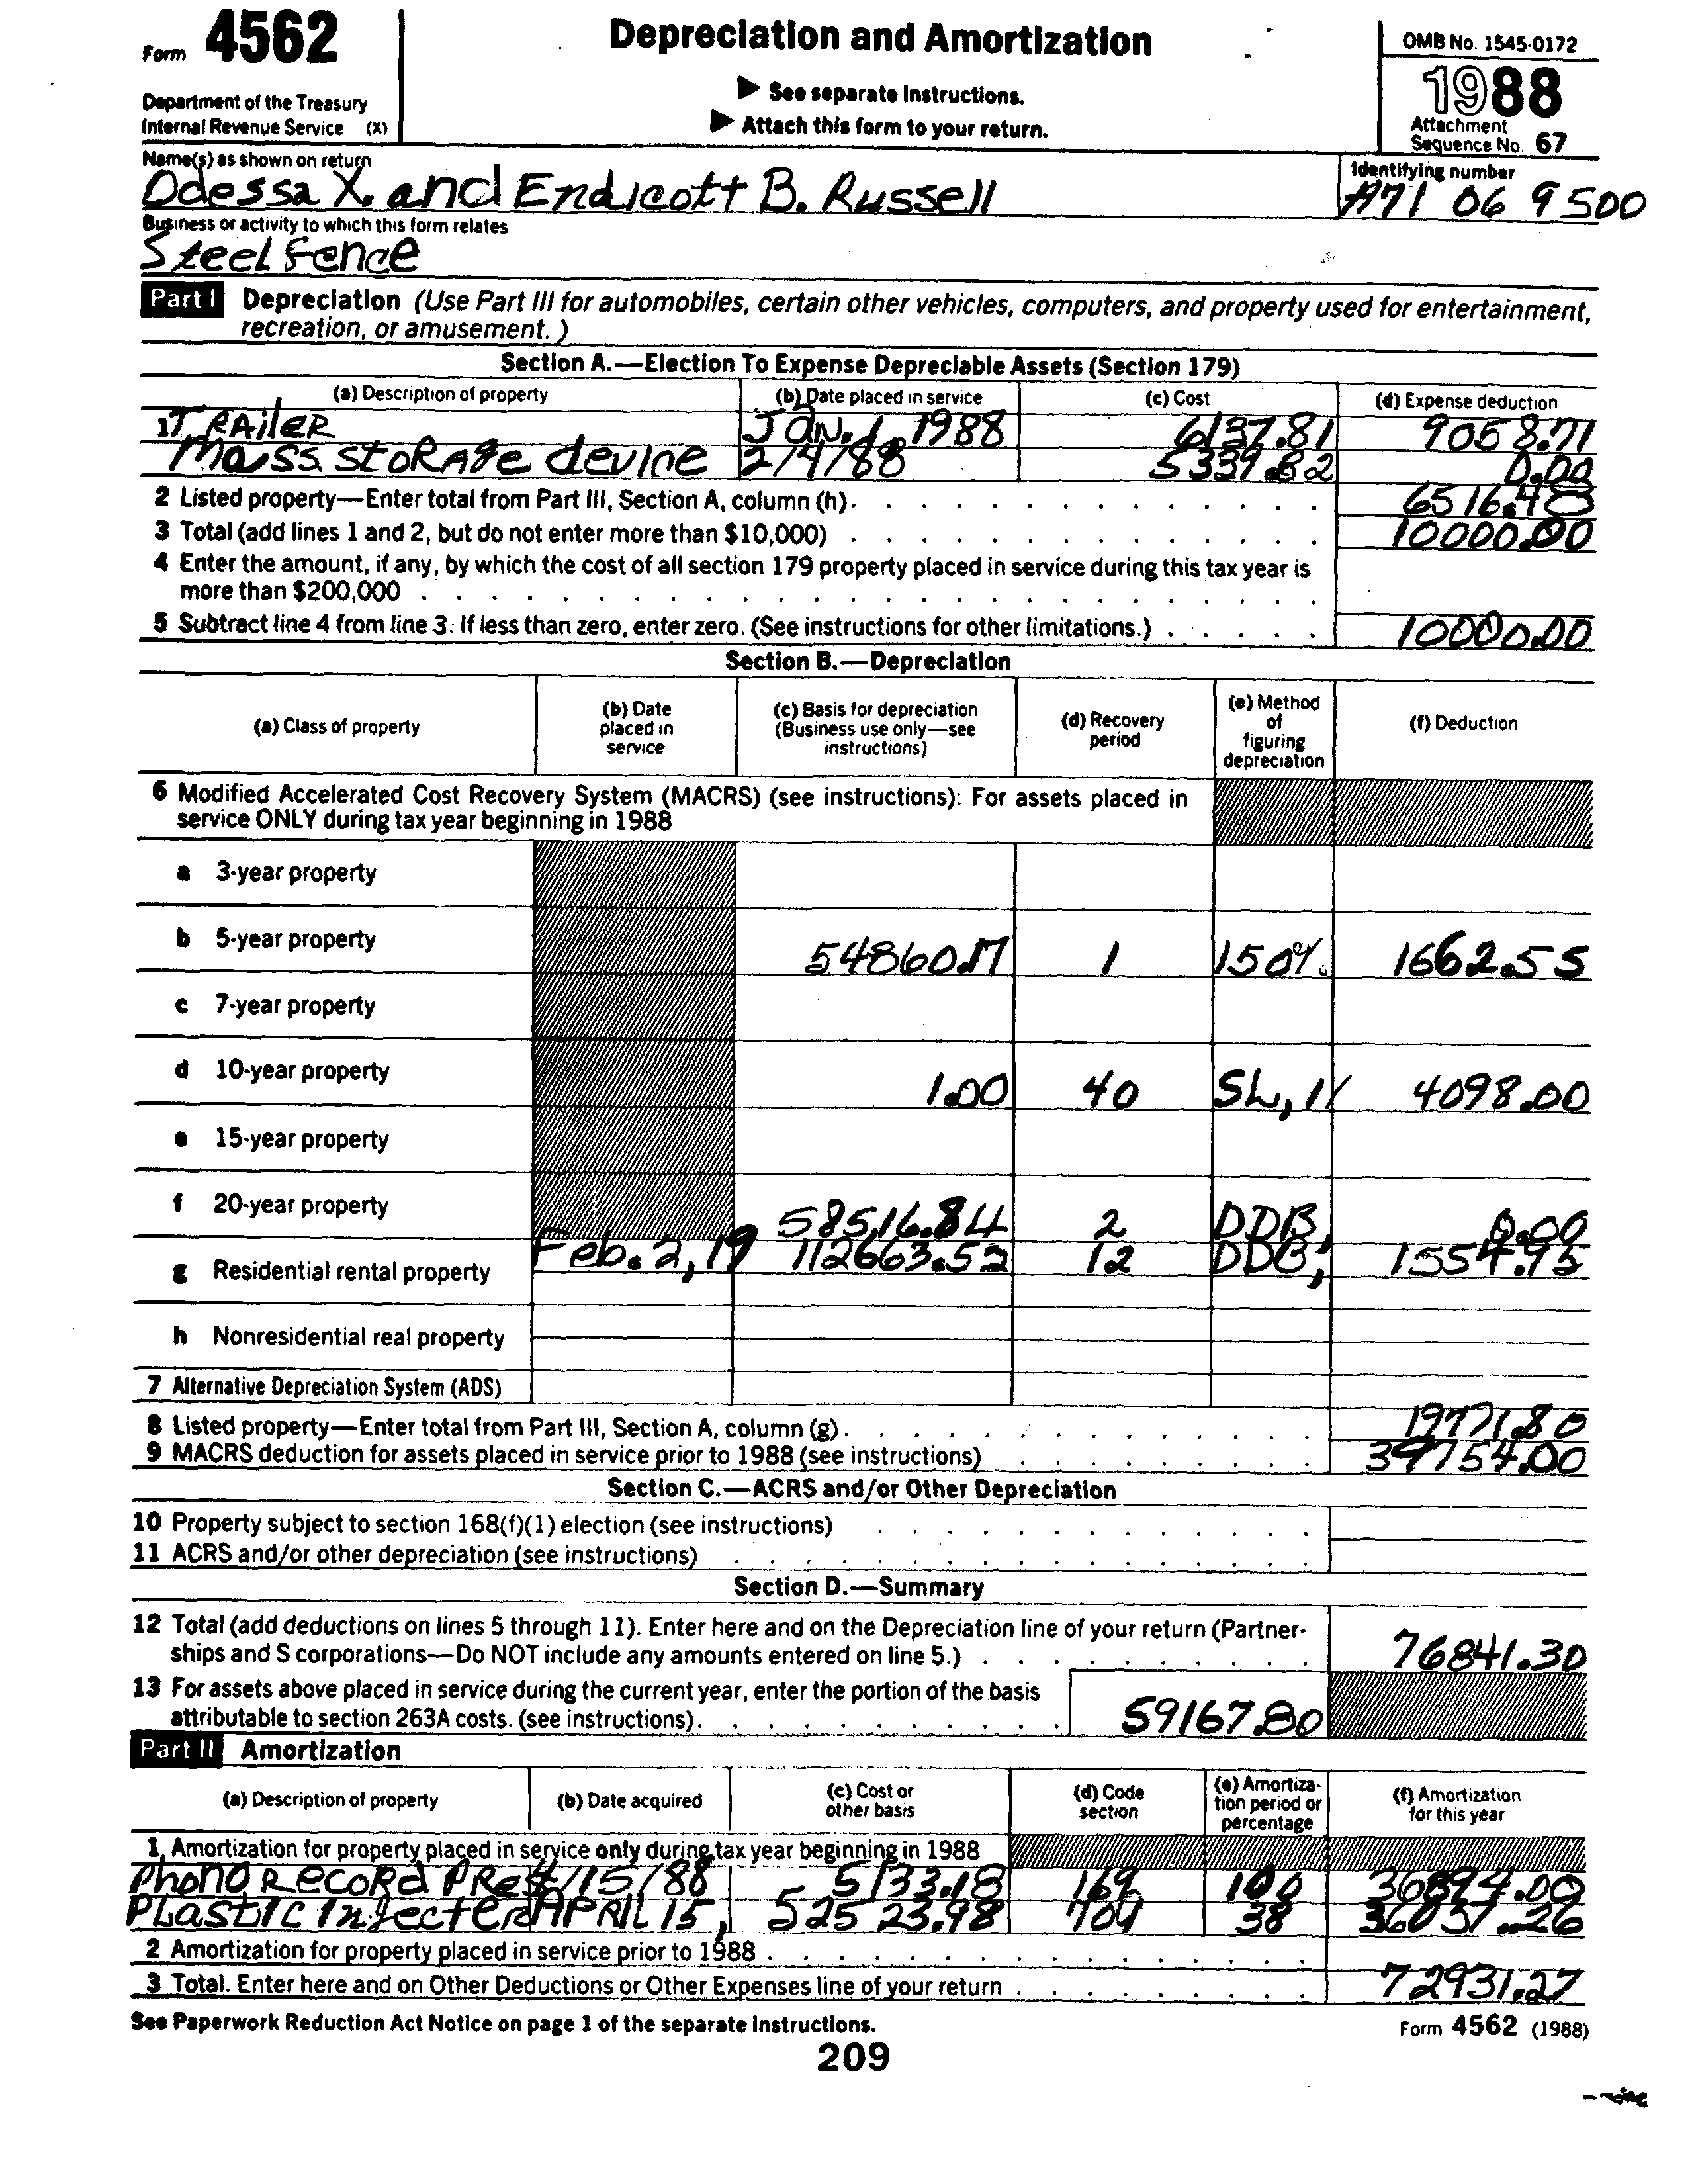 Form 4562
Department of the Treasury
Internal Revenue Service (X)
Depreciation and Amortization
▶ See separate Instructions.
▶ Attach this form to your return.
OMB No. 1545-0172
1988
Attachment
Sequence No. 67
Name(s) as shown on return
Odessa X. and Endicott B. Russell
Identifying number
A71 06 9500
Business or activity to which this form relates
Steel fence
Part I Depreciation (Use Part III for automobiles, certain other vehicles, computers, and property used for entertainment,
recreation, or amusement.)
Section A.—Election To Expense Depreciable Assets (Section 179)
(a) Description of property (b) Date placed in service (c) Cost (d) Expense deduction
1 TRAilER JAN. 1, 1988 6137.81 9058.71
Mass stoRAge device 2/4/88 5339.82 0.00
2 Listed property—Enter total from Part III, Section A, column (h). 6516.48
3 Total (add lines 1 and 2, but do not enter more than $10,000) 10000.00
4 Enter the amount, if any, by which the cost of all section 179 property placed in service during this tax year is
more than $200,000
5 Subtract line 4 from line 3. If less than zero, enter zero. (See instructions for other limitations.) 10000.00
Section B.—Depreciation
(a) Class of property (b) Date placed in service (c) Basis for depreciation (Business use only—see instructions) (d) Recovery period (e) Method of figuring depreciation (f) Deduction
6 Modified Accelerated Cost Recovery System (MACRS) (see instructions): For assets placed in
service ONLY during tax year beginning in 1988
a 3-year property
b 5-year property 54860.17 1 150% 1662.55
c 7-year property
d 10-year property 1.00 40 SL, 1/ 4098.00
e 15-year property
f 20-year property 58516.84 2 DDB, 0.00
g Residential rental property Feb. 2, 19 112663.52 12 DDB, 1554.95
h Nonresidential real property
7 Alternative Depreciation System (ADS)
8 Listed property—Enter total from Part III, Section A, column (g). 19771.80
9 MACRS deduction for assets placed in service prior to 1988 (see instructions) 39754.00
Section C.—ACRS and/or Other Depreciation
10 Property subject to section 168(f)(1) election (see instructions)
11 ACRS and/or other depreciation (see instructions)
Section D.—Summary
12 Total (add deductions on lines 5 through 11). Enter here and on the Depreciation line of your return (Partner-
ships and S corporations—Do NOT include any amounts entered on line 5.) 76841.30
13 For assets above placed in service during the current year, enter the portion of the basis
attributable to section 263A costs. (see instructions). 59167.80
Part II Amortization
(a) Description of property (b) Date acquired (c) Cost or other basis (d) Code section (e) Amortiza-tion period or percentage (f) Amortization for this year
1 Amortization for property placed in service only during tax year beginning in 1988
Phono RecoRd PRes 4/15/88 5133.18 169 100 36894.00
PLastic injecter APRIL 15, 52523.98 709 38 36037.26
2 Amortization for property placed in service prior to 1988
3 Total. Enter here and on Other Deductions or Other Expenses line of your return 72931.27
See Paperwork Reduction Act Notice on page 1 of the separate Instructions.
Form 4562 (1988)
209